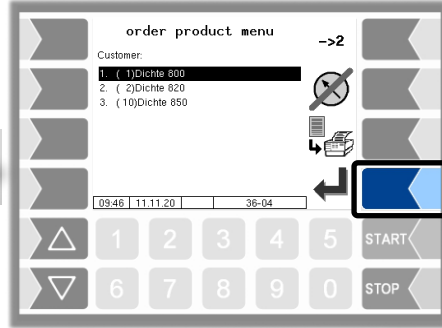 order product menu
->2
Customer:
1. ( 1)Dichte 800
2. ( 2)Dichte 820
3. ( 10)Dichte 850
09:46 11.11.20 36-04
1 2 3 4 5 START
6 7 8 9 0 STOP